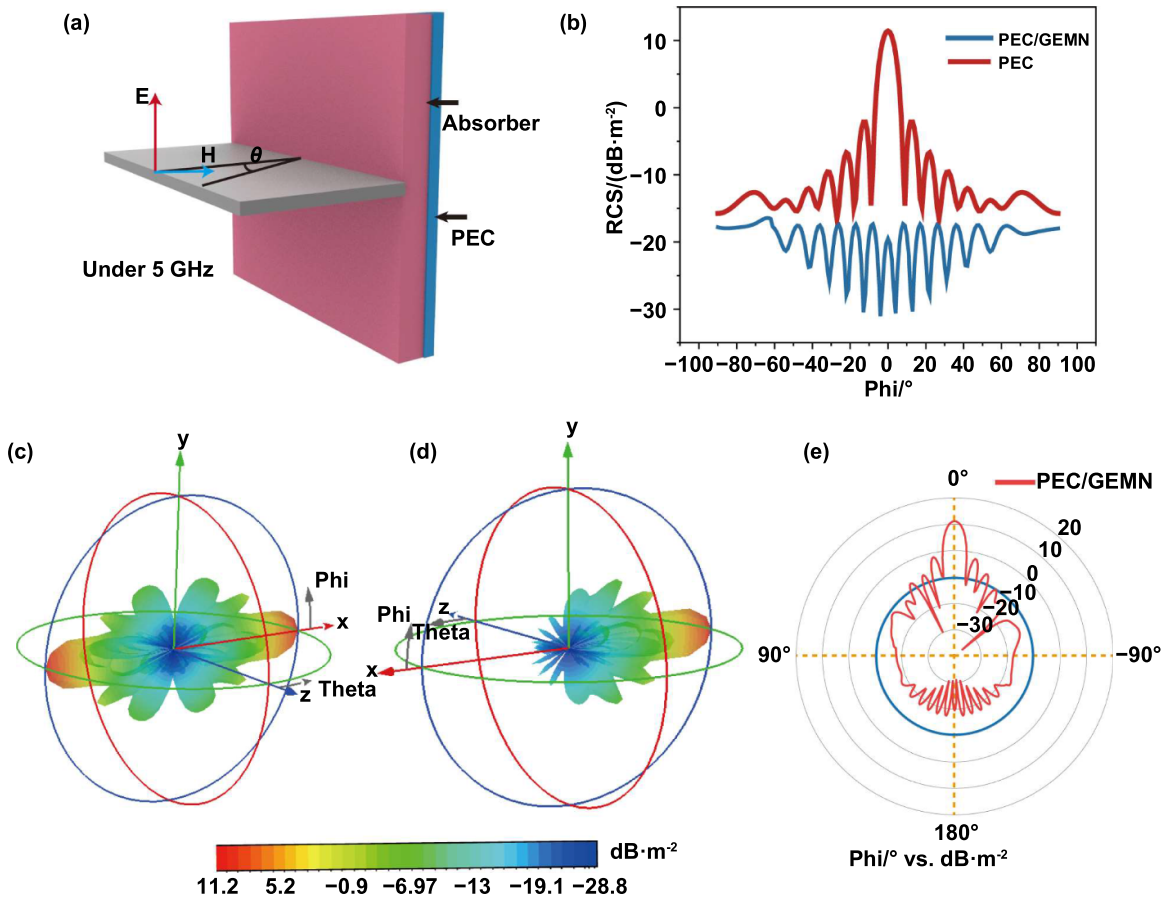 (a)
E
H
θ
Absorber
PEC
Under 5 GHz
(b)
PEC/GEMN
PEC
RCS/(dB·m⁻²)
10
0
−10
−20
−30
−100 −80 −60 −40 −20 0 20 40 60 80 100
Phi/°
(c)
y
Phi
x
Theta
z
(d)
y
Phi
z
Theta
x
(e)
PEC/GEMN
0°
20
10
0
−10
−20
−30
90°
−90°
180°
Phi/° vs. dB·m⁻²
dB·m⁻²
11.2 5.2 −0.9 −6.97 −13 −19.1 −28.8